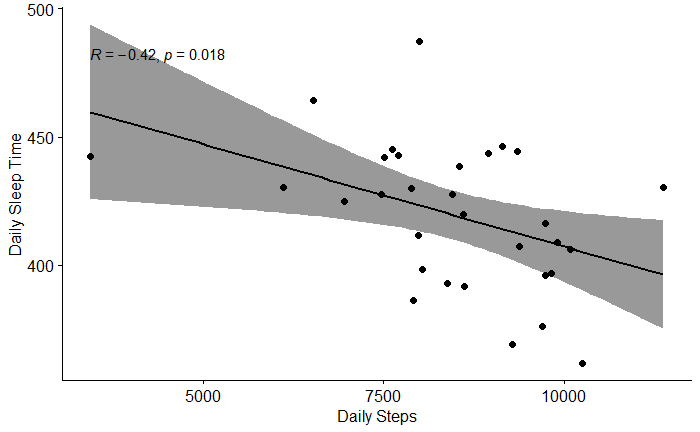 500
R = −0.42, p = 0.018
450
Daily Sleep Time
400
5000 7500 10000
Daily Steps